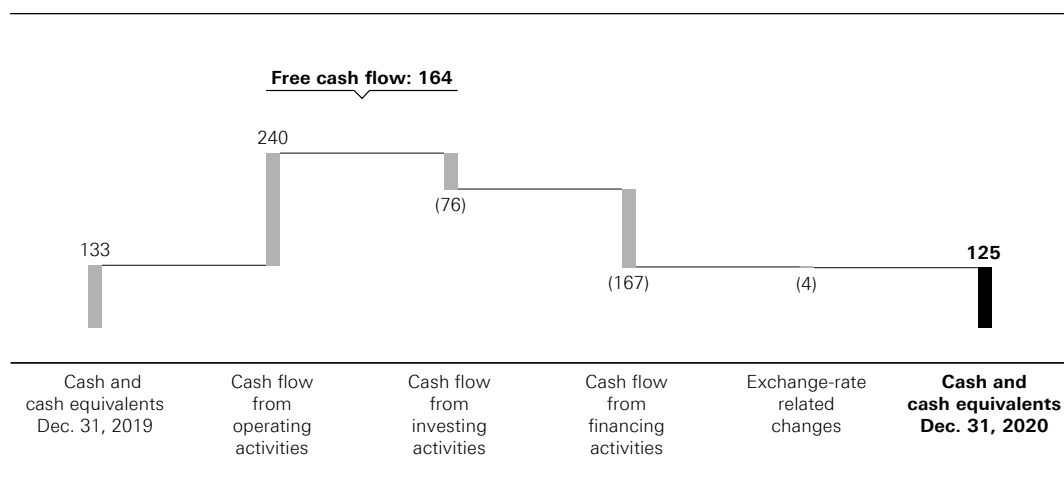 Free cash flow: 164
240
(76)
133
(167)
(4)
125
Cash and
cash equivalents
Dec. 31, 2019
Cash flow
from
operating
activities
Cash flow
from
investing
activities
Cash flow
from
financing
activities
Exchange-rate
related
changes
Cash and
cash equivalents
Dec. 31, 2020